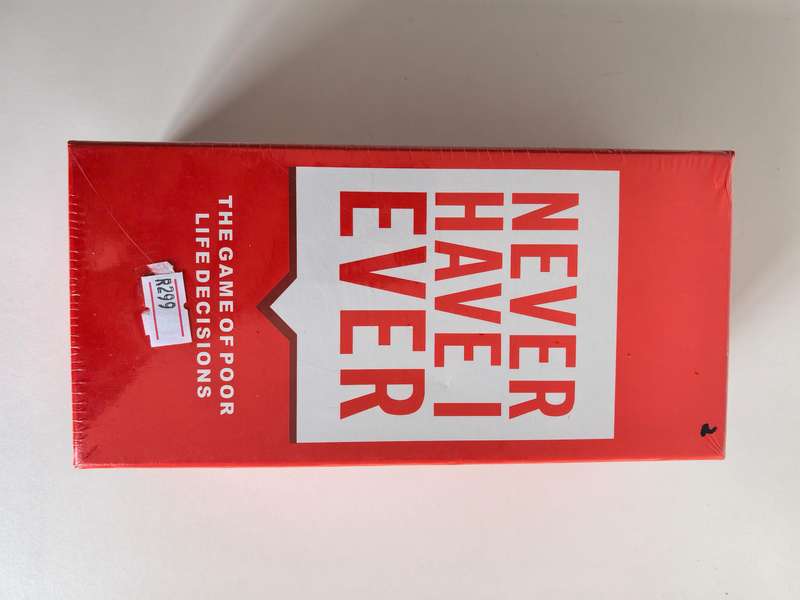 NEVER
HAVE I
EVER
THE GAME OF POOR
LIFE DECISIONS
R299